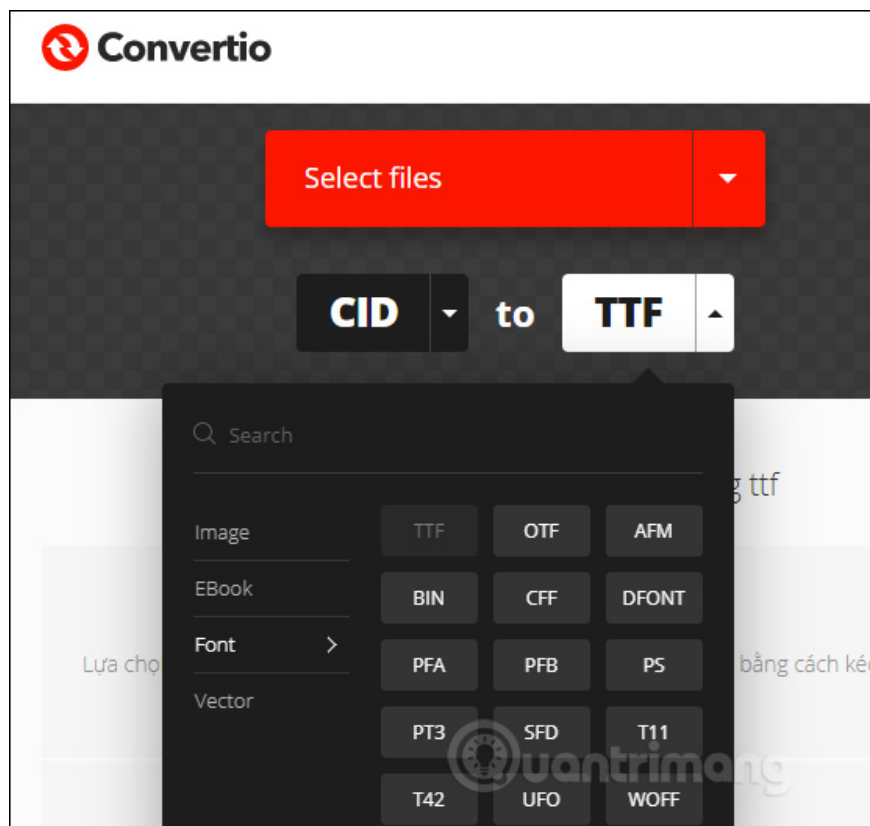 Convertio
Select files
CID to TTF
Search
g ttf
Image
TTF OTF AFM
EBook
BIN CFF DFONT
Font
Lựa chọ
PFA PFB PS
bằng cách kéo
Vector
PT3 SFD T11
Quantrimang
T42 UFO WOFF